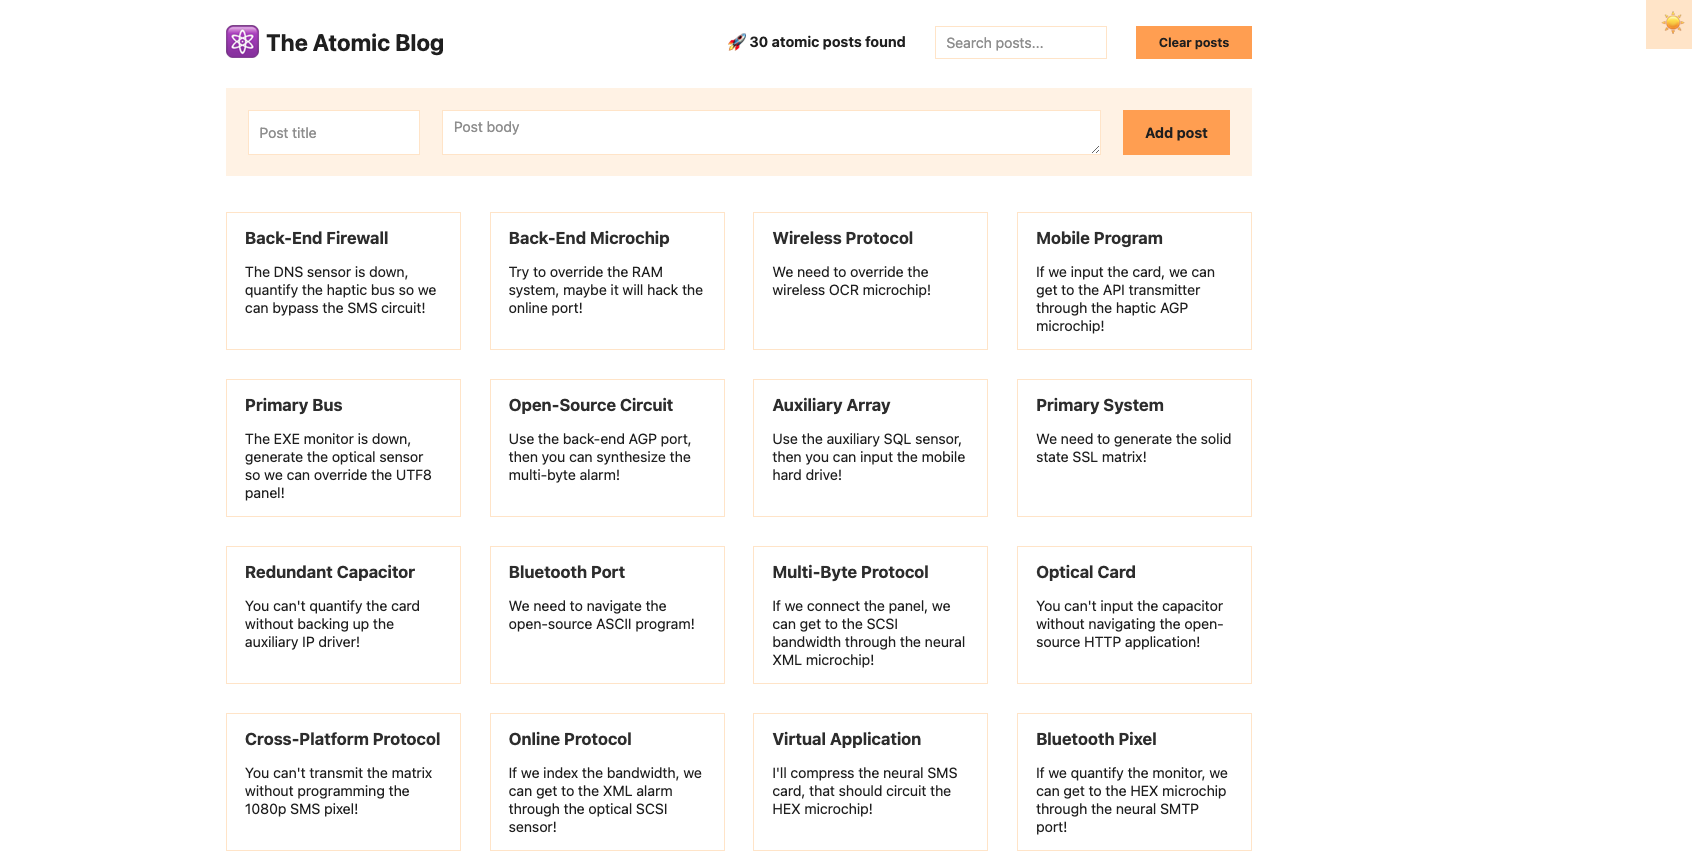 The Atomic Blog
30 atomic posts found
Search posts...
Clear posts
Post title
Post body
Add post
Back-End Firewall
The DNS sensor is down,
quantify the haptic bus so we
can bypass the SMS circuit!
Back-End Microchip
Try to override the RAM
system, maybe it will hack the
online port!
Wireless Protocol
We need to override the
wireless OCR microchip!
Mobile Program
If we input the card, we can
get to the API transmitter
through the haptic AGP
microchip!
Primary Bus
The EXE monitor is down,
generate the optical sensor
so we can override the UTF8
panel!
Open-Source Circuit
Use the back-end AGP port,
then you can synthesize the
multi-byte alarm!
Auxiliary Array
Use the auxiliary SQL sensor,
then you can input the mobile
hard drive!
Primary System
We need to generate the solid
state SSL matrix!
Redundant Capacitor
You can't quantify the card
without backing up the
auxiliary IP driver!
Bluetooth Port
We need to navigate the
open-source ASCII program!
Multi-Byte Protocol
If we connect the panel, we
can get to the SCSI
bandwidth through the neural
XML microchip!
Optical Card
You can't input the capacitor
without navigating the open-
source HTTP application!
Cross-Platform Protocol
You can't transmit the matrix
without programming the
1080p SMS pixel!
Online Protocol
If we index the bandwidth, we
can get to the XML alarm
through the optical SCSI
sensor!
Virtual Application
I'll compress the neural SMS
card, that should circuit the
HEX microchip!
Bluetooth Pixel
If we quantify the monitor, we
can get to the HEX microchip
through the neural SMTP
port!